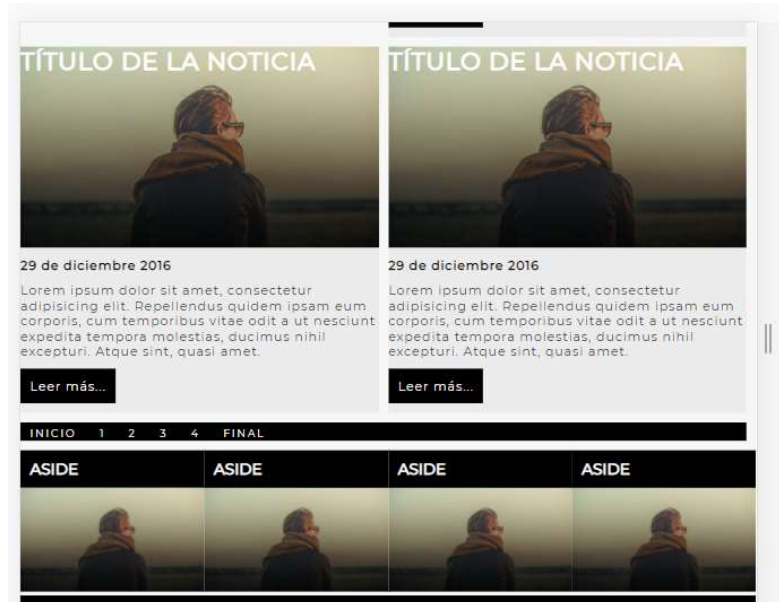 TÍTULO DE LA NOTICIA
29 de diciembre 2016
Lorem ipsum dolor sit amet, consectetur
adipisicing elit. Repellendus quidem ipsam eum
corporis, cum temporibus vitae odit a ut nesciunt
expedita tempora molestias, ducimus nihil
excepturi. Atque sint, quasi amet.
Leer más...
TÍTULO DE LA NOTICIA
29 de diciembre 2016
Lorem ipsum dolor sit amet, consectetur
adipisicing elit. Repellendus quidem ipsam eum
corporis, cum temporibus vitae odit a ut nesciunt
expedita tempora molestias, ducimus nihil
excepturi. Atque sint, quasi amet.
Leer más...
INICIO 1 2 3 4 FINAL
ASIDE ASIDE ASIDE ASIDE